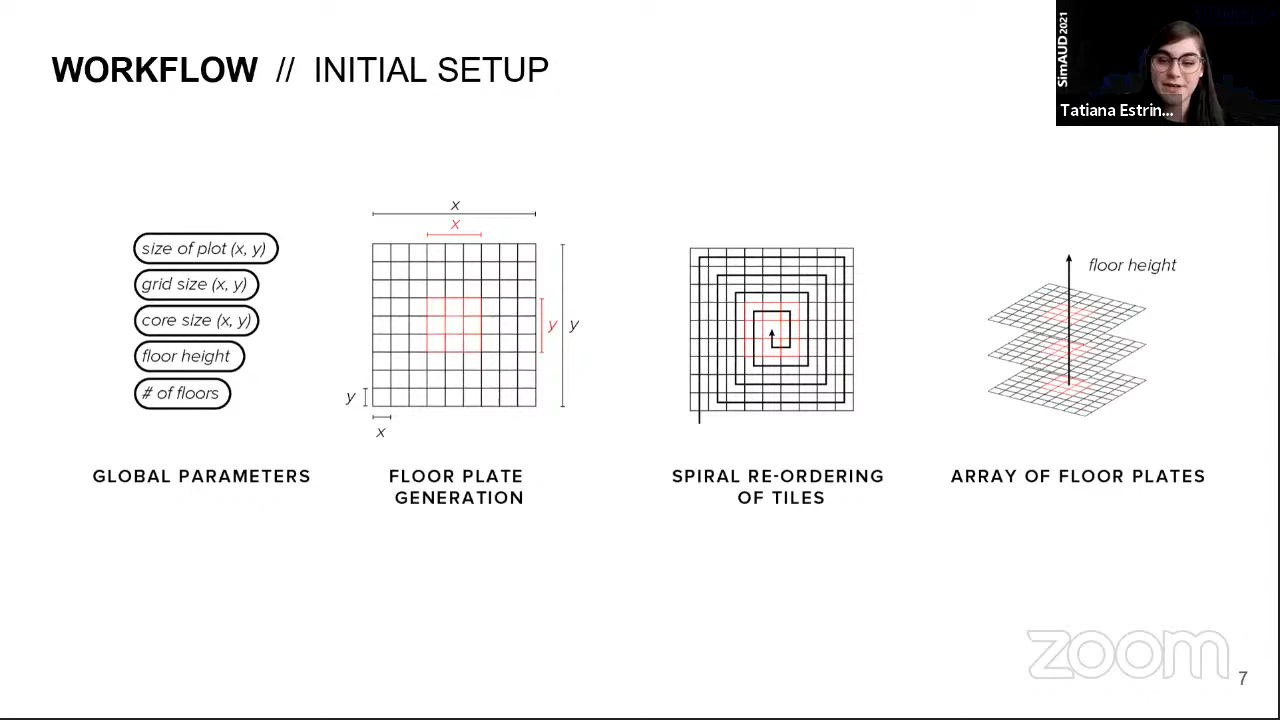 WORKFLOW // INITIAL SETUP
SimAUD 2021
Tatiana Estrin...
size of plot (x, y)
grid size (x, y)
core size (x, y)
floor height
# of floors
GLOBAL PARAMETERS
x
x
y
y
y
x
FLOOR PLATE
GENERATION
SPIRAL RE-ORDERING
OF TILES
floor height
ARRAY OF FLOOR PLATES
zoom
7